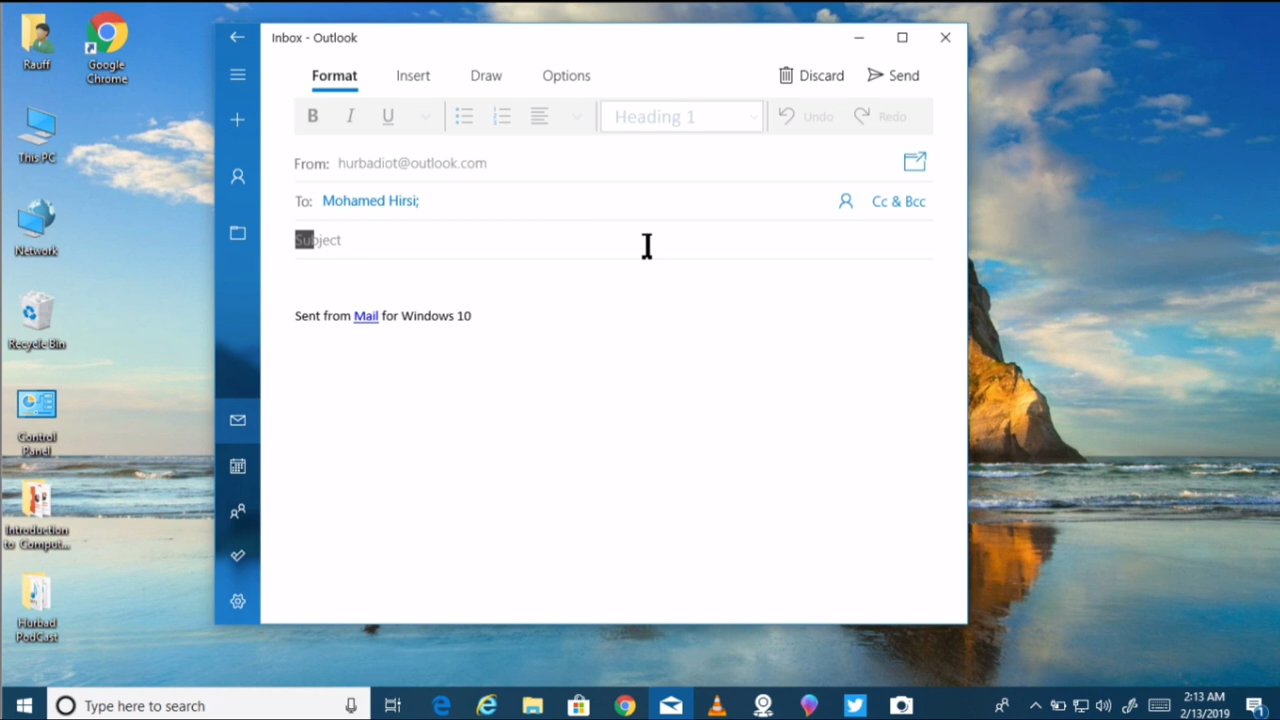 Rauff
Google
Chrome
This PC
Network
Recycle Bin
Control
Panel
Introduction
to Comput...
Hurbad
PodCast
Inbox - Outlook
Format Insert Draw Options Discard Send
B I U Heading 1 Undo Redo
From: hurbadiot@outlook.com
To: Mohamed Hirsi; Cc & Bcc
Subject
Sent from Mail for Windows 10
Type here to search
2:13 AM
2/13/2019
1